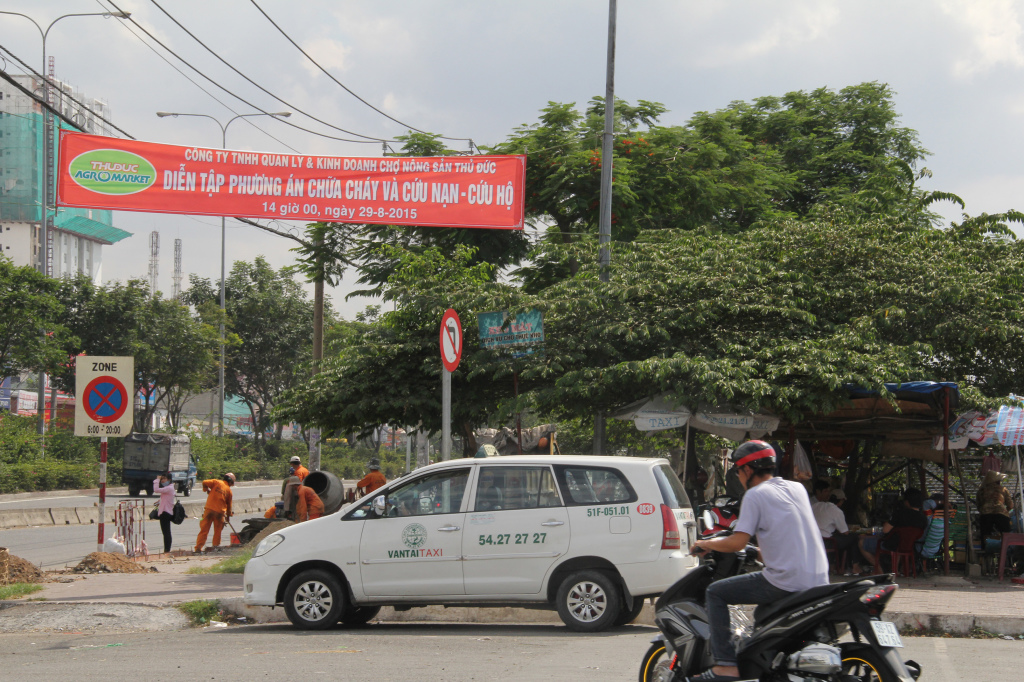 CÔNG TY TNHH QUẢN LÝ & KINH DOANH CHỢ NÔNG SẢN THỦ ĐỨC
THUDUC
AGROMARKET
DIỄN TẬP PHƯƠNG ÁN CHỮA CHÁY VÀ CỨU NẠN - CỨU HỘ
14 giờ 00, ngày 29-8-2015
ZONE
6:00 - 20:00
TAXI
51F-051.01
54.27 27 27
VANTAITAXI